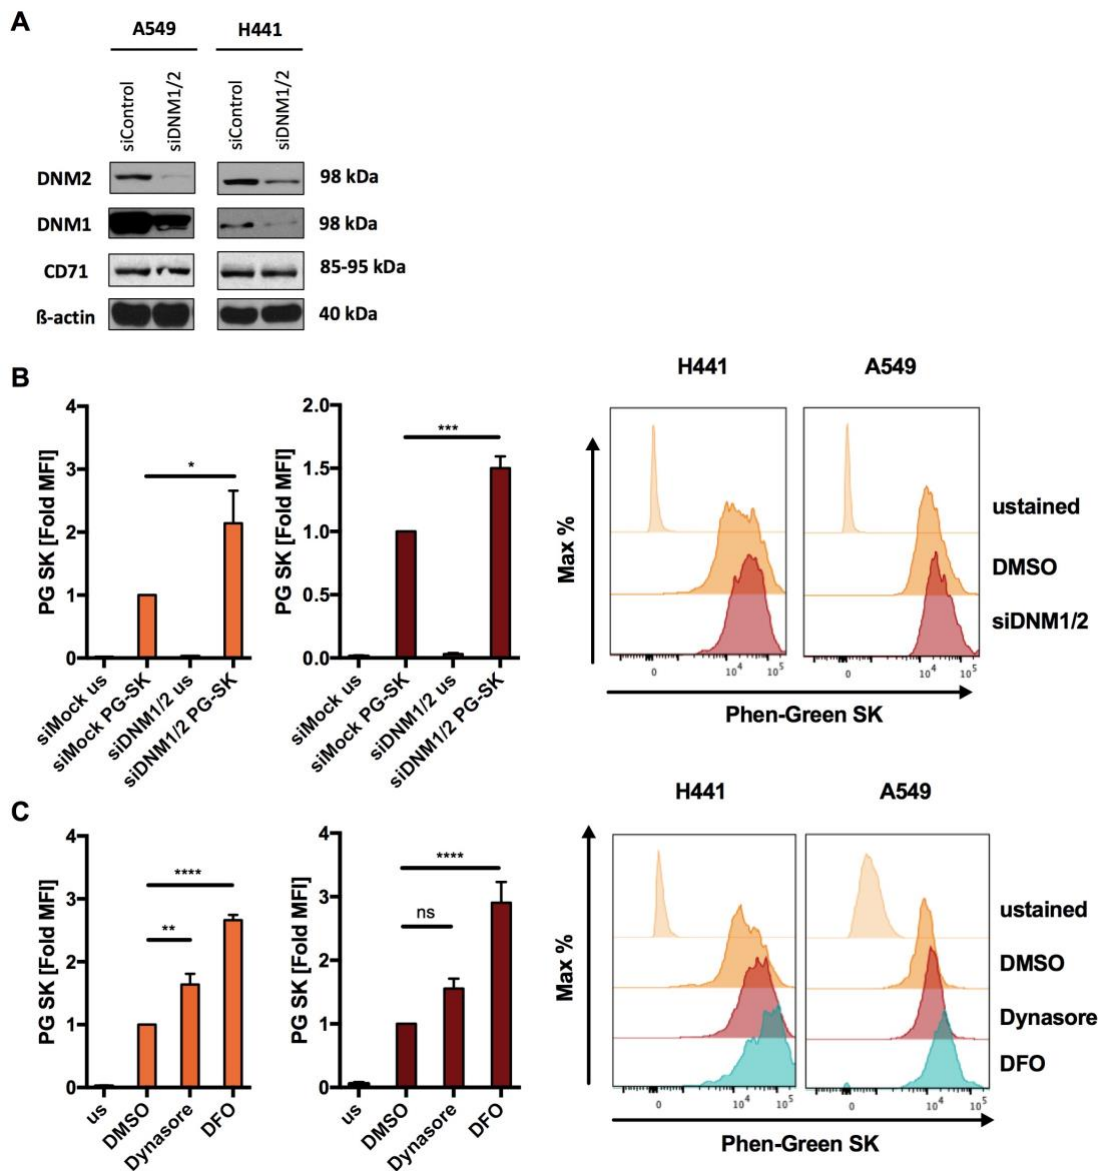 A
A549
H441
siControl
siDNM1/2
siControl
siDNM1/2
DNM2
98 kDa
DNM1
98 kDa
CD71
85-95 kDa
ß-actin
40 kDa
B
PG SK [Fold MFI]
4
3
2
1
0
*
siMock us
siMock PG-SK
siDNM1/2 us
siDNM1/2 PG-SK
PG SK [Fold MFI]
2.0
1.5
1.0
0.5
0.0
***
siMock us
siMock PG-SK
siDNM1/2 us
siDNM1/2 PG-SK
H441
A549
Max %
ustained
DMSO
siDNM1/2
0 10^4 10^5
0 10^4 10^5
Phen-Green SK
C
PG SK [Fold MFI]
4
3
2
1
0
****
**
us
DMSO
Dynasore
DFO
PG SK [Fold MFI]
4
3
2
1
0
****
ns
us
DMSO
Dynasore
DFO
H441
A549
Max %
ustained
DMSO
Dynasore
DFO
0 10^4 10^5
0 10^4 10^5
Phen-Green SK